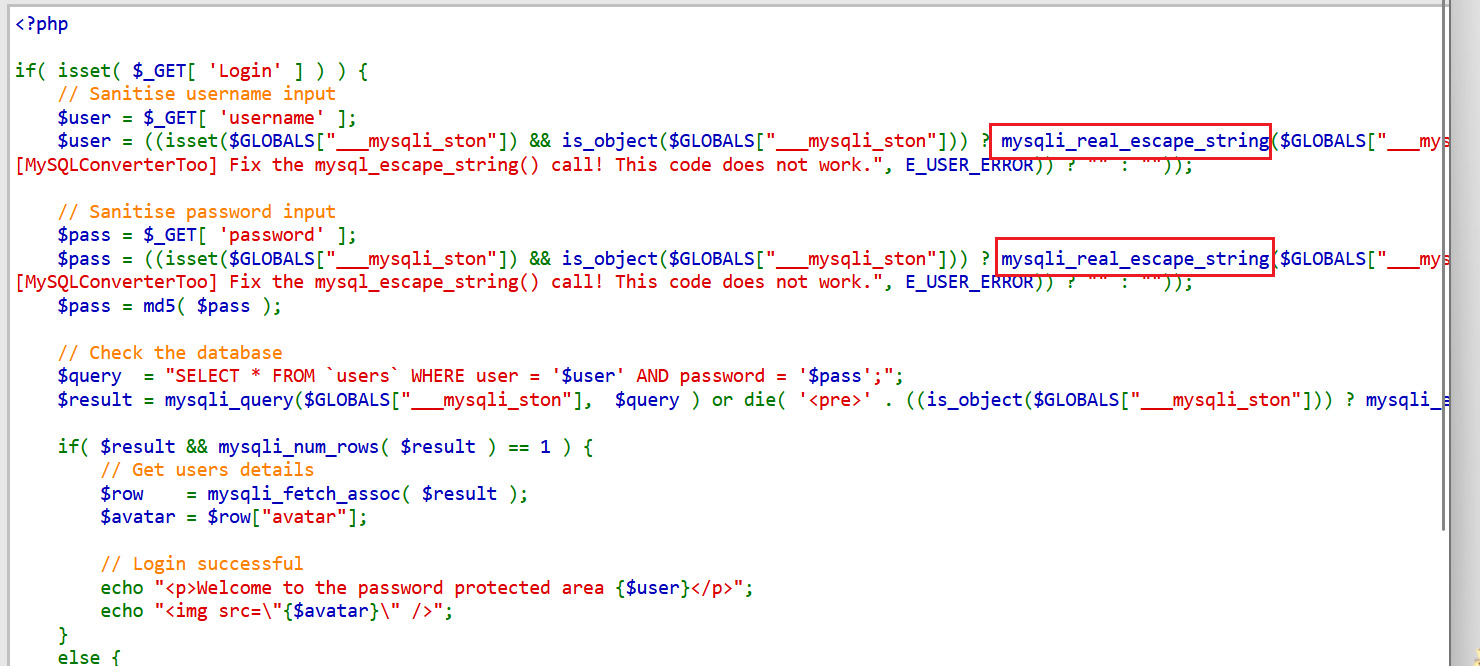 <?php
if( isset( $_GET[ 'Login' ] ) ) {
// Sanitise username input
$user = $_GET[ 'username' ];
$user = ((isset($GLOBALS["___mysqli_ston"]) && is_object($GLOBALS["___mysqli_ston"])) ? mysqli_real_escape_string($GLOBALS["___mys
[MySQLConverterToo] Fix the mysql_escape_string() call! This code does not work.", E_USER_ERROR)) ? "" : ""));
// Sanitise password input
$pass = $_GET[ 'password' ];
$pass = ((isset($GLOBALS["___mysqli_ston"]) && is_object($GLOBALS["___mysqli_ston"])) ? mysqli_real_escape_string($GLOBALS["___mys
[MySQLConverterToo] Fix the mysql_escape_string() call! This code does not work.", E_USER_ERROR)) ? "" : ""));
$pass = md5( $pass );
// Check the database
$query  = "SELECT * FROM `users` WHERE user = '$user' AND password = '$pass';";
$result = mysqli_query($GLOBALS["___mysqli_ston"],  $query ) or die( '<pre>' . ((is_object($GLOBALS["___mysqli_ston"])) ? mysqli_e
if( $result && mysqli_num_rows( $result ) == 1 ) {
// Get users details
$row    = mysqli_fetch_assoc( $result );
$avatar = $row["avatar"];
// Login successful
echo "<p>Welcome to the password protected area {$user}</p>";
echo "<img src=\"{$avatar}\" />";
}
else {